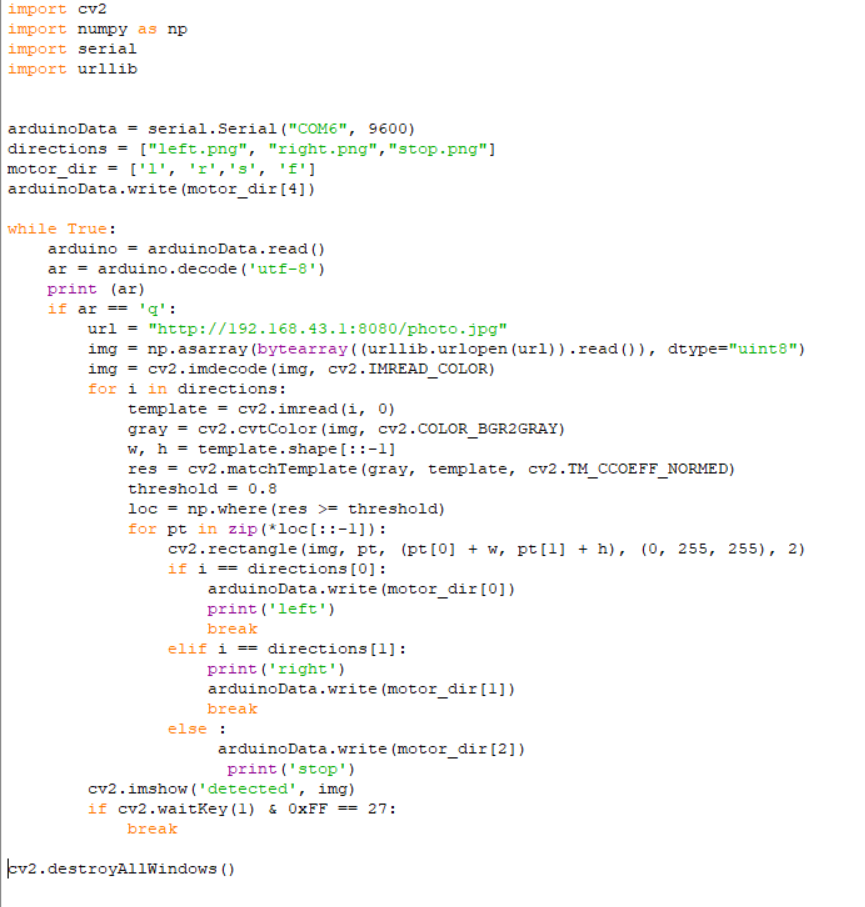 import cv2
import numpy as np
import serial
import urllib
arduinoData = serial.Serial("COM6", 9600)
directions = ["left.png", "right.png","stop.png"]
motor_dir = ['l', 'r','s', 'f']
arduinoData.write(motor_dir[4])
while True:
    arduino = arduinoData.read()
    ar = arduino.decode('utf-8')
    print (ar)
    if ar == 'q':
        url = "http://192.168.43.1:8080/photo.jpg"
        img = np.asarray(bytearray((urllib.urlopen(url)).read()), dtype="uint8")
        img = cv2.imdecode(img, cv2.IMREAD_COLOR)
        for i in directions:
            template = cv2.imread(i, 0)
            gray = cv2.cvtColor(img, cv2.COLOR_BGR2GRAY)
            w, h = template.shape[::-1]
            res = cv2.matchTemplate(gray, template, cv2.TM_CCOEFF_NORMED)
            threshold = 0.8
            loc = np.where(res >= threshold)
            for pt in zip(*loc[::-1]):
                cv2.rectangle(img, pt, (pt[0] + w, pt[1] + h), (0, 255, 255), 2)
                if i == directions[0]:
                    arduinoData.write(motor_dir[0])
                    print('left')
                    break
                elif i == directions[1]:
                    print('right')
                    arduinoData.write(motor_dir[1])
                    break
                else :
                     arduinoData.write(motor_dir[2])
                      print('stop')
        cv2.imshow('detected', img)
        if cv2.waitKey(1) & 0xFF == 27:
            break
cv2.destroyAllWindows()